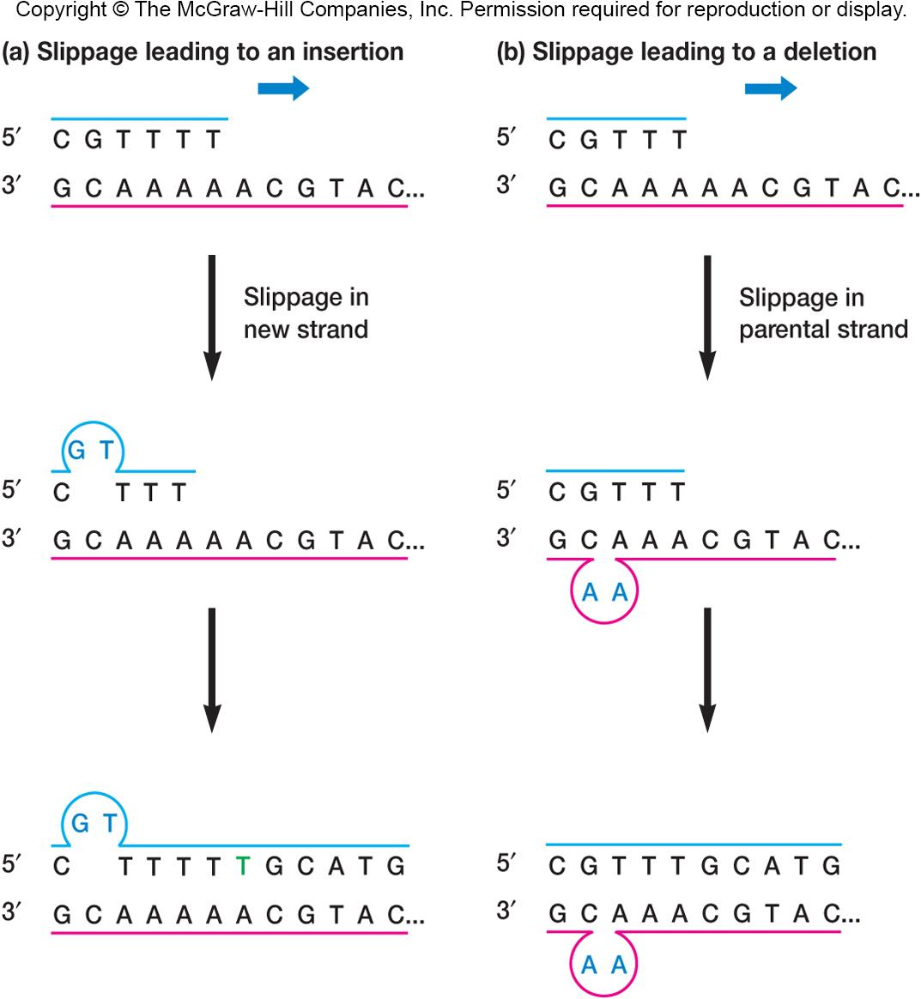 Copyright © The McGraw-Hill Companies, Inc. Permission required for reproduction or display.
(a) Slippage leading to an insertion
5′ C G T T T T
3′ G C A A A A A C G T A C...
Slippage in
new strand
G T
5′ C T T T
3′ G C A A A A A C G T A C...
G T
5′ C T T T T T G C A T G
3′ G C A A A A A C G T A C...
(b) Slippage leading to a deletion
5′ C G T T T
3′ G C A A A A A C G T A C...
Slippage in
parental strand
5′ C G T T T
3′ G C A A A C G T A C...
A A
5′ C G T T T G C A T G
3′ G C A A A C G T A C...
A A